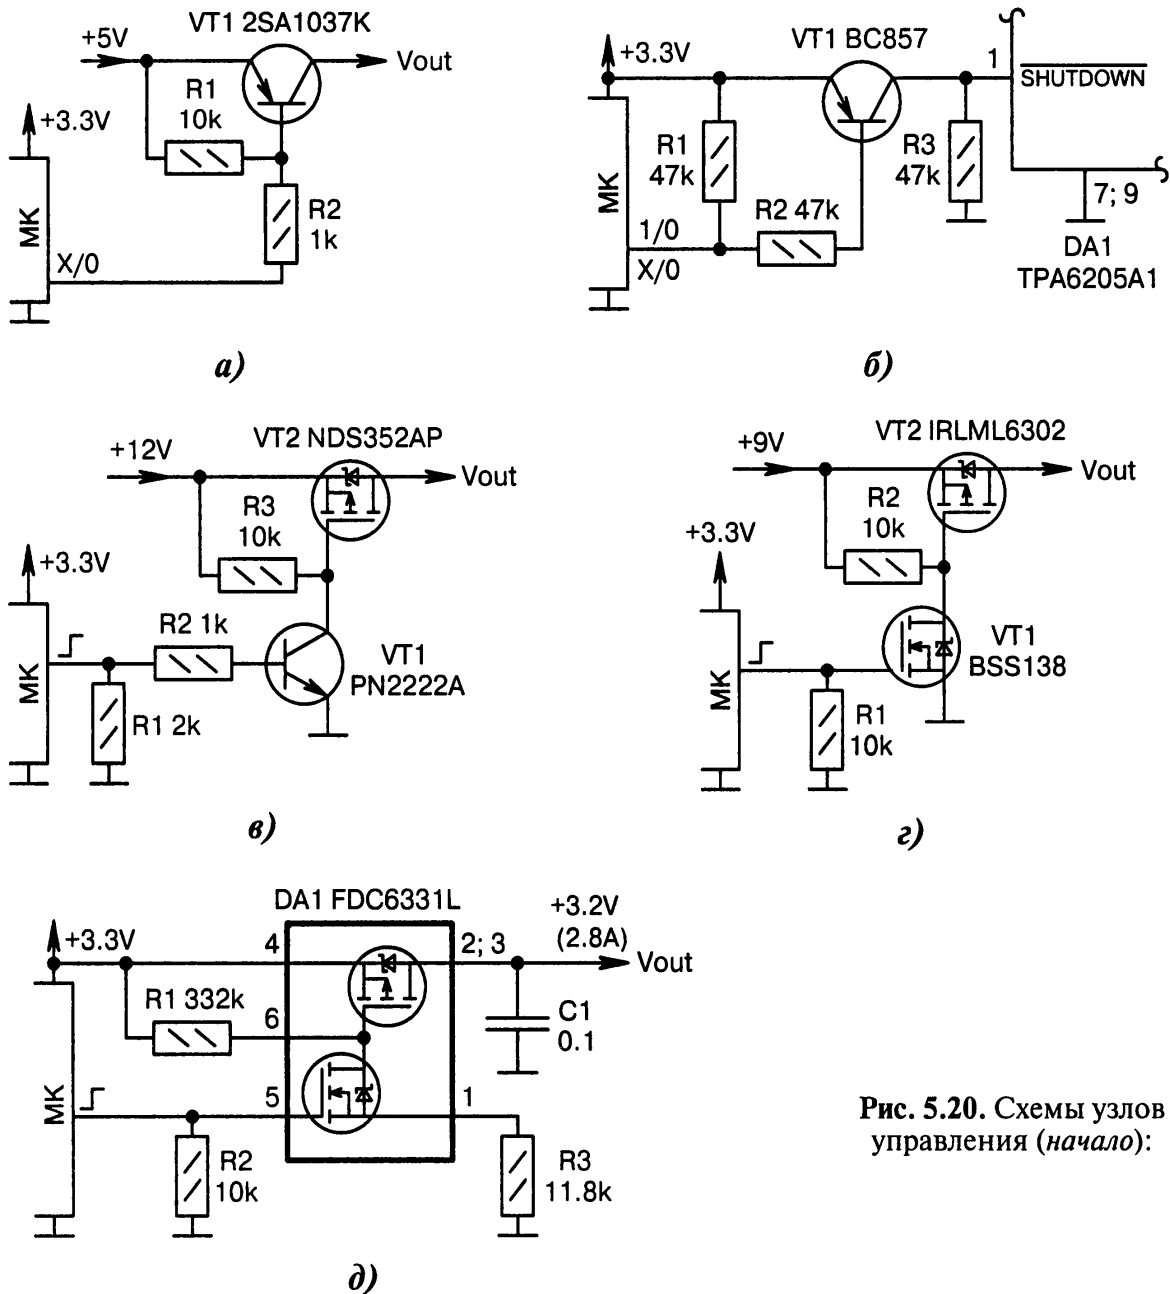 VT1 2SA1037K
+5V
Vout
R1
10k
+3.3V
R2
1k
МК
X/0
а)
+3.3V
VT1 BC857
1
SHUTDOWN
R1
47k
R3
47k
МК
R2 47k
1/0
X/0
7; 9
DA1
TPA6205A1
б)
VT2 NDS352AP
+12V
Vout
R3
10k
+3.3V
R2 1k
МК
VT1
PN2222A
R1 2k
в)
VT2 IRLML6302
+9V
Vout
R2
10k
+3.3V
VT1
BSS138
МК
R1
10k
г)
DA1 FDC6331L
+3.2V
(2.8A)
+3.3V
4
2; 3
Vout
R1 332k
6
C1
0.1
МК
5
1
R2
10k
R3
11.8k
д)
Рис. 5.20. Схемы узлов
управления (начало):